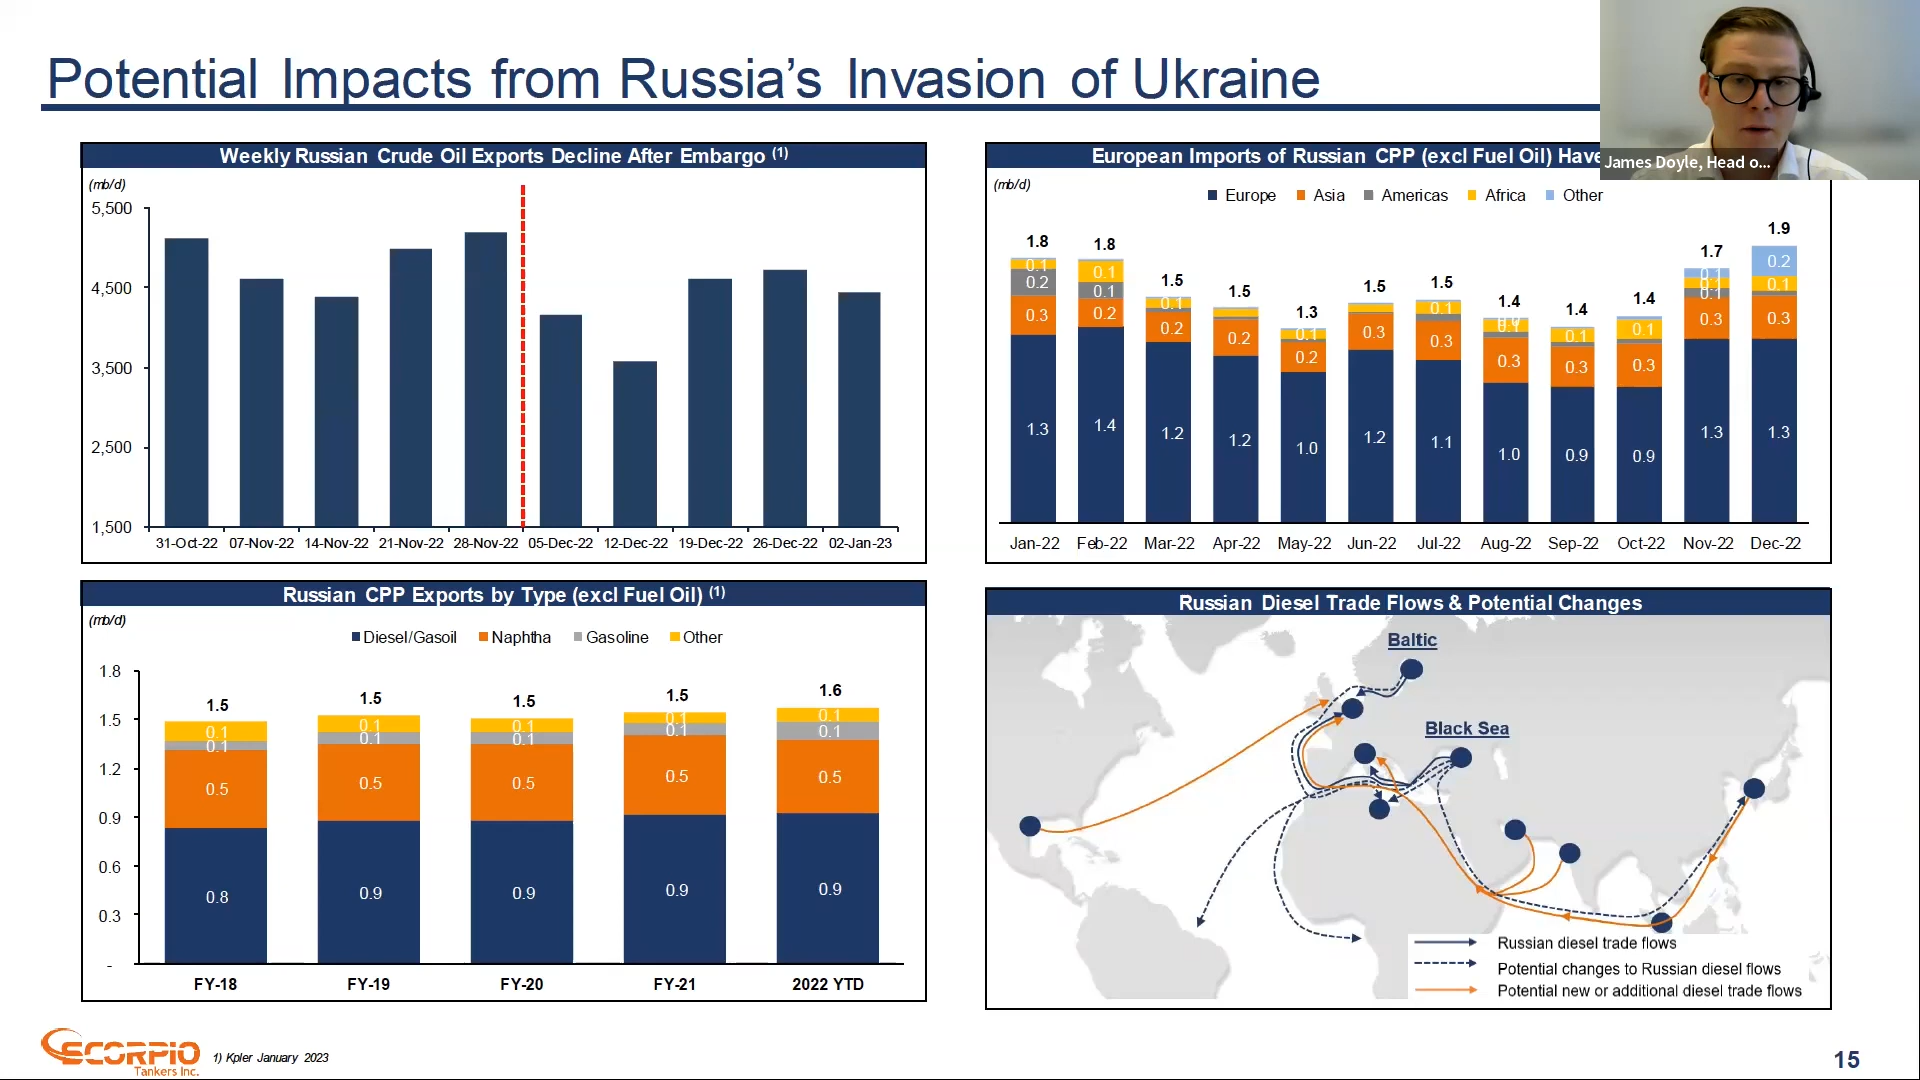 Potential Impacts from Russia's Invasion of Ukraine
James Doyle, Head o...
Weekly Russian Crude Oil Exports Decline After Embargo (1)
(mb/d)
5,500
4,500
3,500
2,500
1,500
31-Oct-22 07-Nov-22 14-Nov-22 21-Nov-22 28-Nov-22 05-Dec-22 12-Dec-22 19-Dec-22 26-Dec-22 02-Jan-23
European Imports of Russian CPP (excl Fuel Oil) Have
(mb/d)
Europe Asia Americas Africa Other
1.8 1.8 1.5 1.5 1.3 1.5 1.5 1.4 1.4 1.4 1.7 1.9
0.1 0.1 0.1 0.1 0.1 0.1 0.1 0.1 0.1 0.2
0.2 0.1 0.1 0.1
0.1
0.3 0.2 0.2 0.2 0.2 0.3 0.3 0.3 0.3 0.3 0.3 0.3
1.3 1.4 1.2 1.2 1.0 1.2 1.1 1.0 0.9 0.9 1.3 1.3
Jan-22 Feb-22 Mar-22 Apr-22 May-22 Jun-22 Jul-22 Aug-22 Sep-22 Oct-22 Nov-22 Dec-22
Russian CPP Exports by Type (excl Fuel Oil) (1)
(mb/d)
Diesel/Gasoil Naphtha Gasoline Other
1.8
1.5
1.2
0.9
0.6
0.3
-
1.5 1.5 1.5 1.5 1.6
0.1 0.1 0.1 0.1 0.1
0.1 0.1 0.1 0.1 0.1
0.5 0.5 0.5 0.5 0.5
0.8 0.9 0.9 0.9 0.9
FY-18 FY-19 FY-20 FY-21 2022 YTD
Russian Diesel Trade Flows & Potential Changes
Baltic
Black Sea
Russian diesel trade flows
Potential changes to Russian diesel flows
Potential new or additional diesel trade flows
SCORPIO
Tankers Inc.
1) Kpler January 2023
15